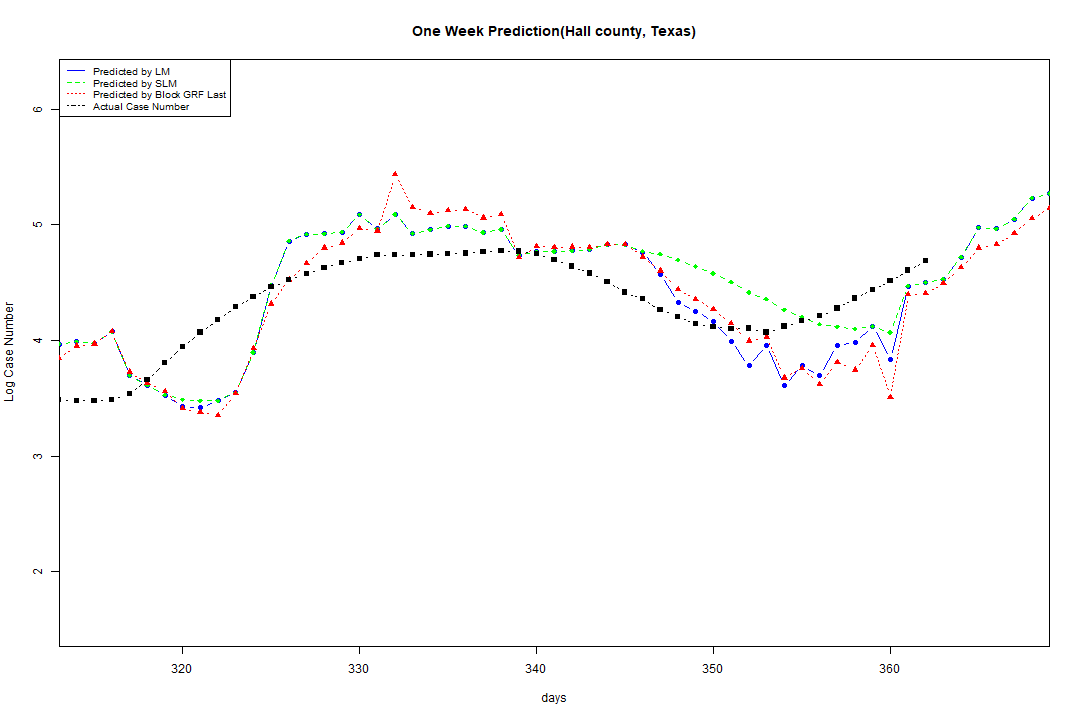 One Week Prediction(Hall county, Texas)
Predicted by LM
Predicted by SLM
Predicted by Block GRF Last
Actual Case Number
6
5
4
3
2
Log Case Number
320 330 340 350 360
days